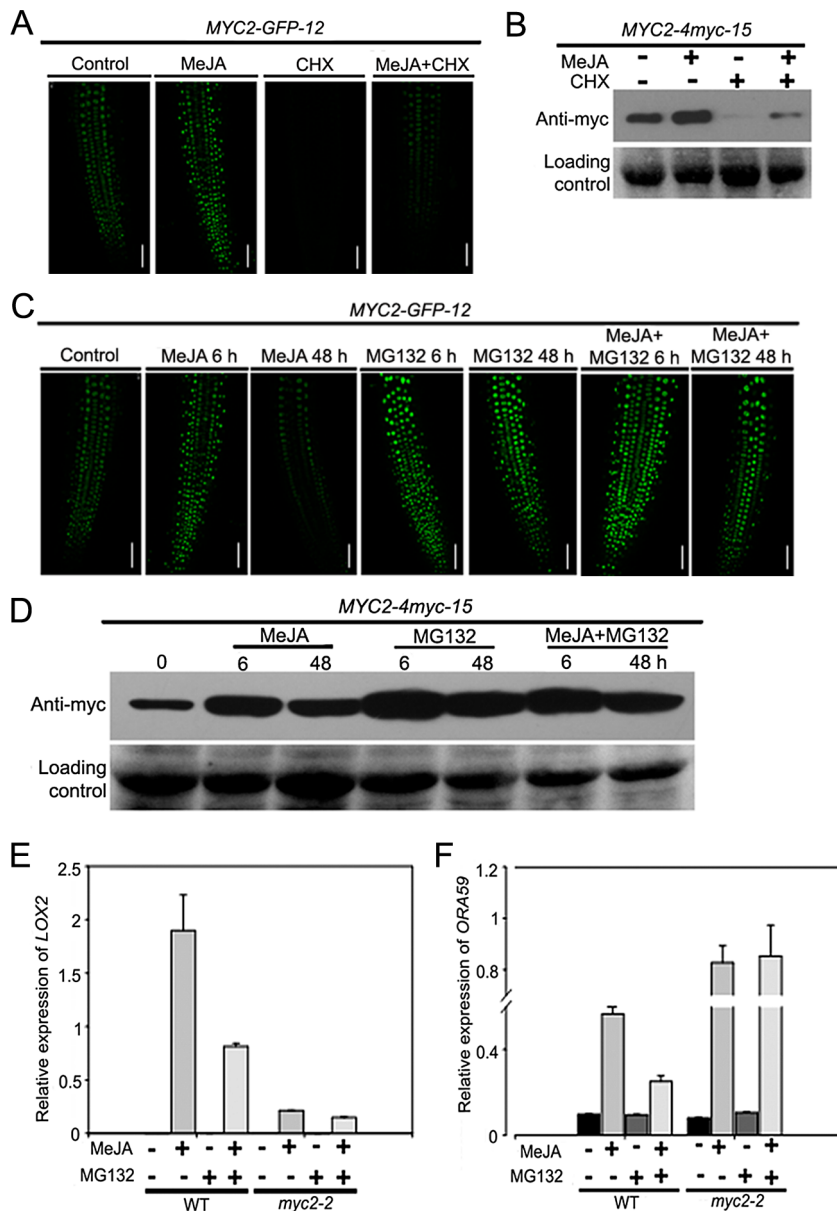 A
MYC2-GFP-12
Control MeJA CHX MeJA+CHX
B
MYC2-4myc-15
MeJA - + - +
CHX - - + +
Anti-myc
Loading
control
C
MYC2-GFP-12
Control MeJA 6 h MeJA 48 h MG132 6 h MG132 48 h MeJA+ MG132 6 h MeJA+ MG132 48 h
D
MYC2-4myc-15
MeJA MG132 MeJA+MG132
0 6 48 6 48 6 48 h
Anti-myc
Loading
control
E
Relative expression of LOX2
2.5
2
1.5
1
0.5
0
MeJA - + - + - + - +
MG132 - - + + - - + +
WT myc2-2
F
Relative expression of ORA59
1.2
1
0.8
0.4
0
MeJA - + - + - + - +
MG132 - - + + - - + +
WT myc2-2